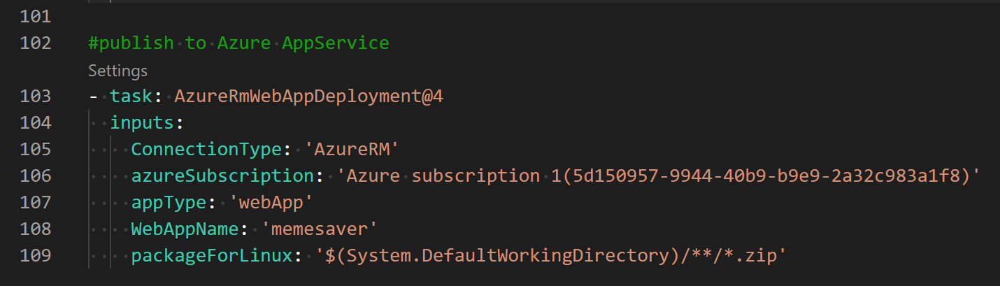 101
102 #publish to Azure AppService
Settings
103 - task: AzureRmWebAppDeployment@4
104 inputs:
105 ConnectionType: 'AzureRM'
106 azureSubscription: 'Azure subscription 1(5d150957-9944-40b9-b9e9-2a32c983a1f8)'
107 appType: 'webApp'
108 WebAppName: 'memesaver'
109 packageForLinux: '$(System.DefaultWorkingDirectory)/**/*.zip'